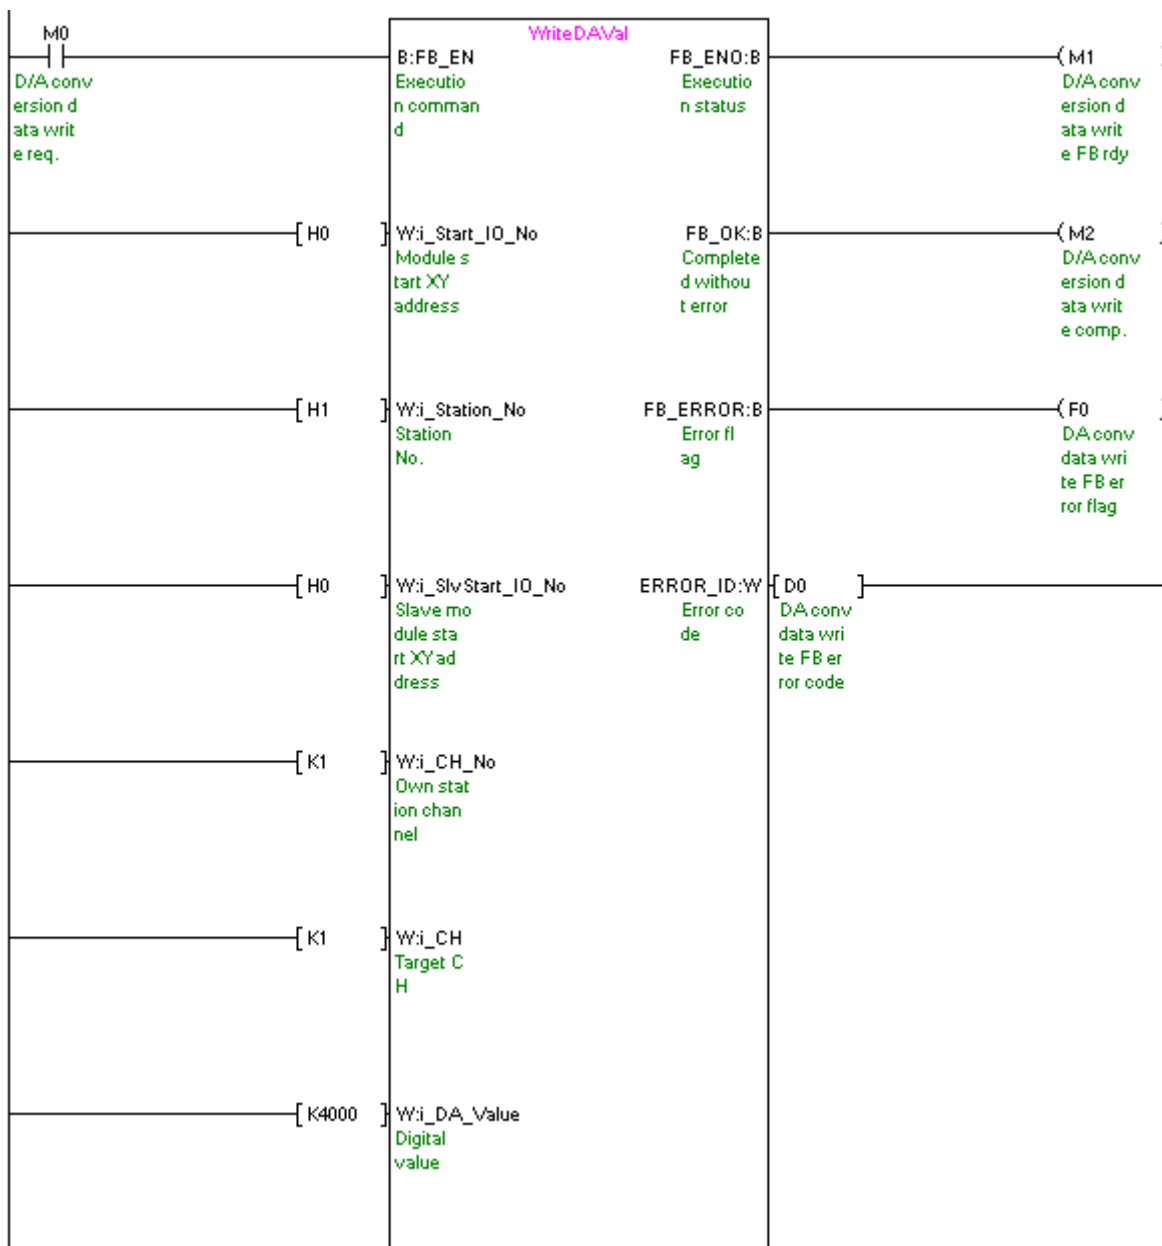 WriteDAVal
M0
B:FB_EN
FB_ENO:B
M1
D/A conv
ersion d
ata writ
e req.
Executio
n comman
d
Executio
n status
D/A conv
ersion d
ata writ
e FB rdy
H0
W:i_Start_IO_No
FB_OK:B
M2
Module s
tart XY
address
Complete
d withou
t error
D/A conv
ersion d
ata writ
e comp.
H1
W:i_Station_No
FB_ERROR:B
F0
Station
No.
Error fl
ag
DA conv
data wri
te FB er
ror flag
H0
W:i_SlvStart_IO_No
ERROR_ID:W
D0
Slave mo
dule sta
rt XY ad
dress
Error co
de
DA conv
data wri
te FB er
ror code
K1
W:i_CH_No
Own stat
ion chan
nel
K1
W:i_CH
Target C
H
K4000
W:i_DA_Value
Digital
value